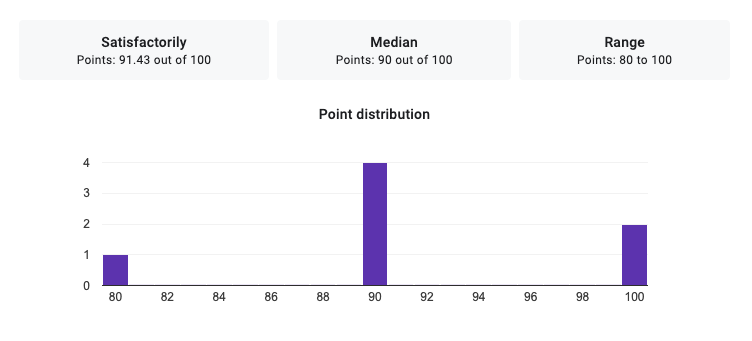 Satisfactorily
Points: 91.43 out of 100
Median
Points: 90 out of 100
Range
Points: 80 to 100
Point distribution
4
3
2
1
0
80 82 84 86 88 90 92 94 96 98 100